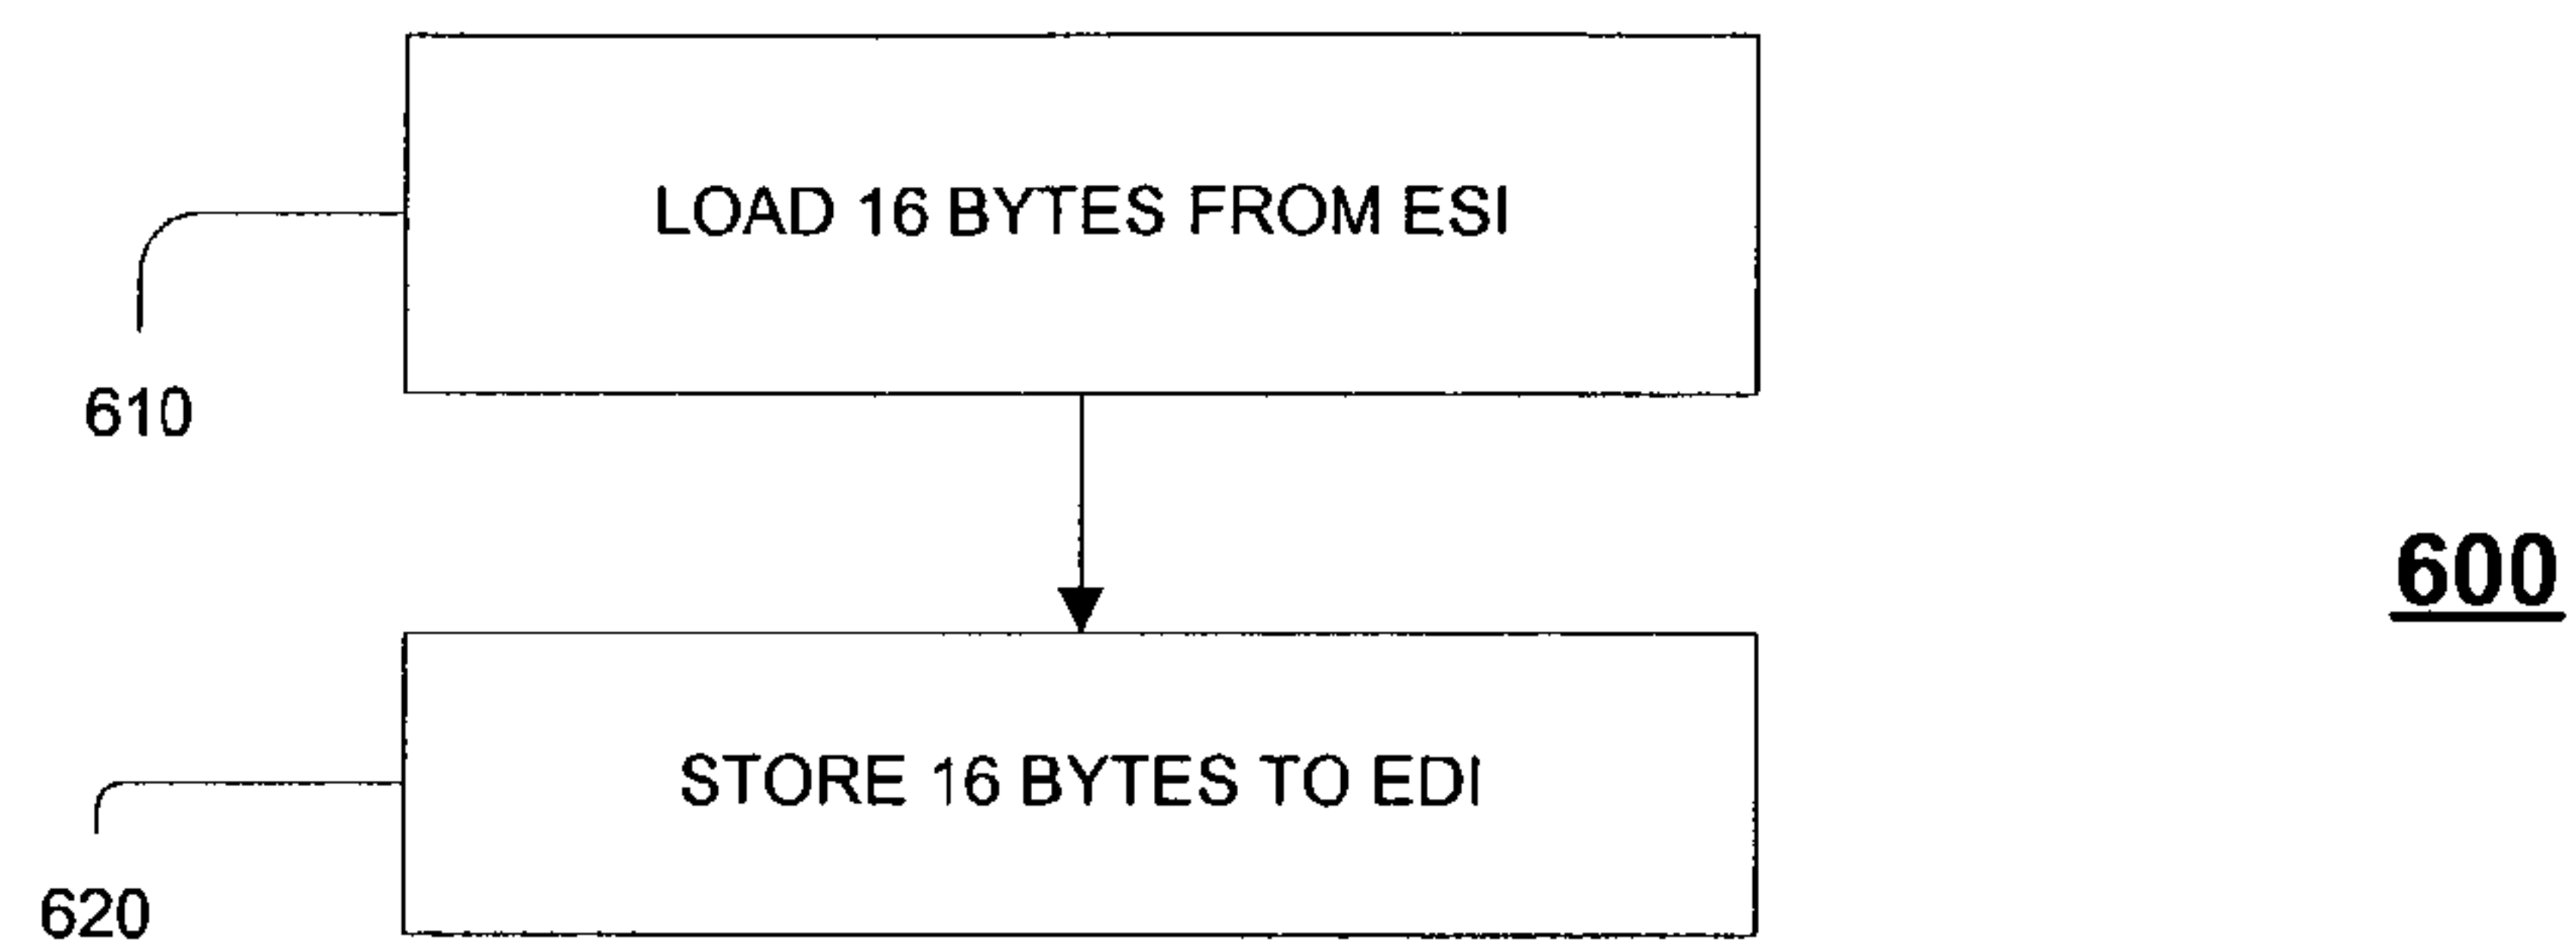 LOAD 16 BYTES FROM ESI
610
600
STORE 16 BYTES TO EDI
620